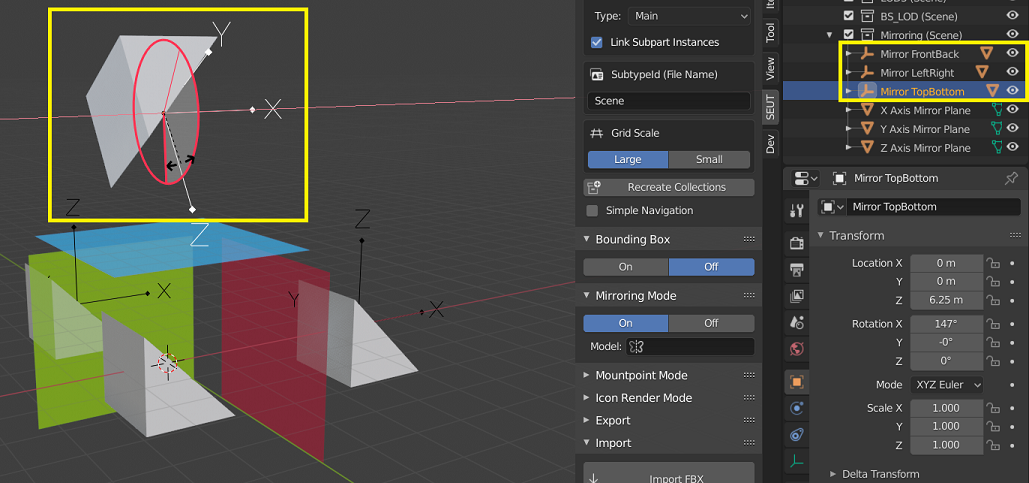 Y
X
Z
Z
X
Z
Y
X
Type: Main
Link Subpart Instances
SubtypeId (File Name)
Scene
Grid Scale
Large Small
Recreate Collections
Simple Navigation
Bounding Box
On Off
Mirroring Mode
On Off
Model:
Mountpoint Mode
Icon Render Mode
Export
Import
Import FBX
Tool
View
SEUT
Dev
BS_LOD (Scene)
Mirroring (Scene)
Mirror FrontBack
Mirror LeftRight
Mirror TopBottom
X Axis Mirror Plane
Y Axis Mirror Plane
Z Axis Mirror Plane
Mirror TopBottom
Mirror TopBottom
Transform
Location X 0 m
Y 0 m
Z 6.25 m
Rotation X 147°
Y -0°
Z 0°
Mode XYZ Euler
Scale X 1.000
Y 1.000
Z 1.000
Delta Transform